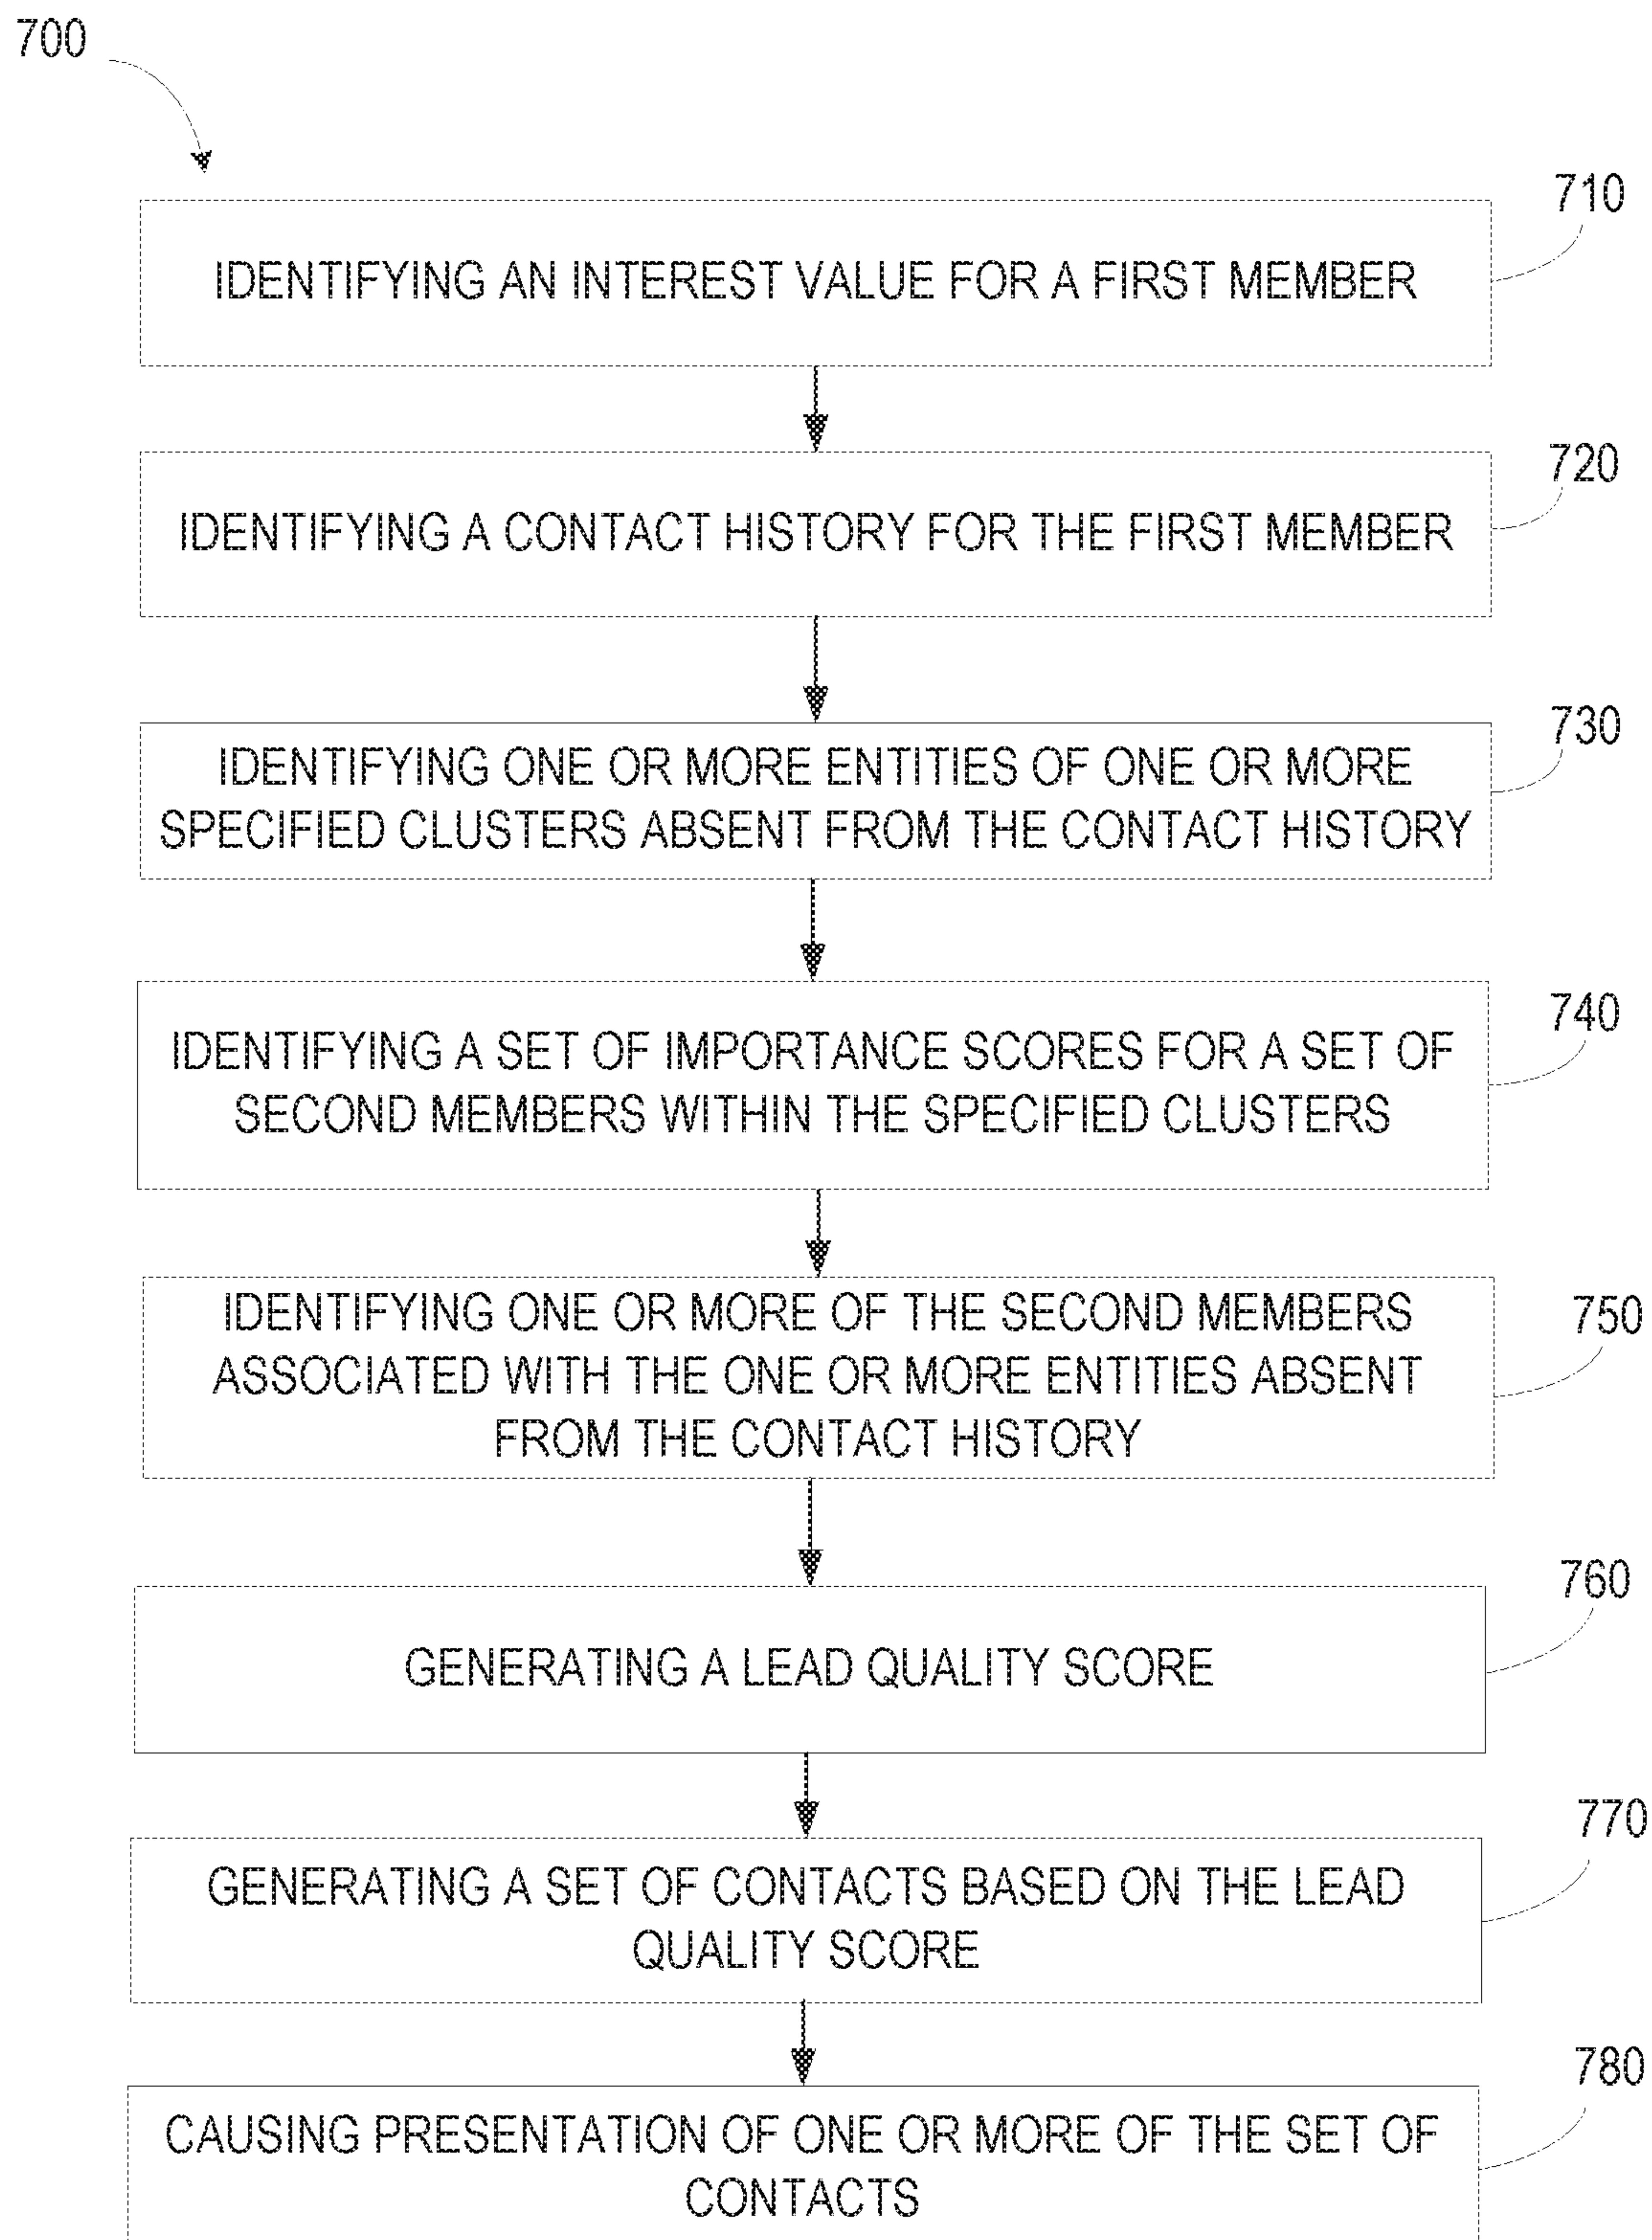 700
710
IDENTIFYING AN INTEREST VALUE FOR A FIRST MEMBER
720
IDENTIFYING A CONTACT HISTORY FOR THE FIRST MEMBER
730
IDENTIFYING ONE OR MORE ENTITIES OF ONE OR MORE
SPECIFIED CLUSTERS ABSENT FROM THE CONTACT HISTORY
740
IDENTIFYING A SET OF IMPORTANCE SCORES FOR A SET OF
SECOND MEMBERS WITHIN THE SPECIFIED CLUSTERS
750
IDENTIFYING ONE OR MORE OF THE SECOND MEMBERS
ASSOCIATED WITH THE ONE OR MORE ENTITIES ABSENT
FROM THE CONTACT HISTORY
760
GENERATING A LEAD QUALITY SCORE
770
GENERATING A SET OF CONTACTS BASED ON THE LEAD
QUALITY SCORE
780
CAUSING PRESENTATION OF ONE OR MORE OF THE SET OF
CONTACTS